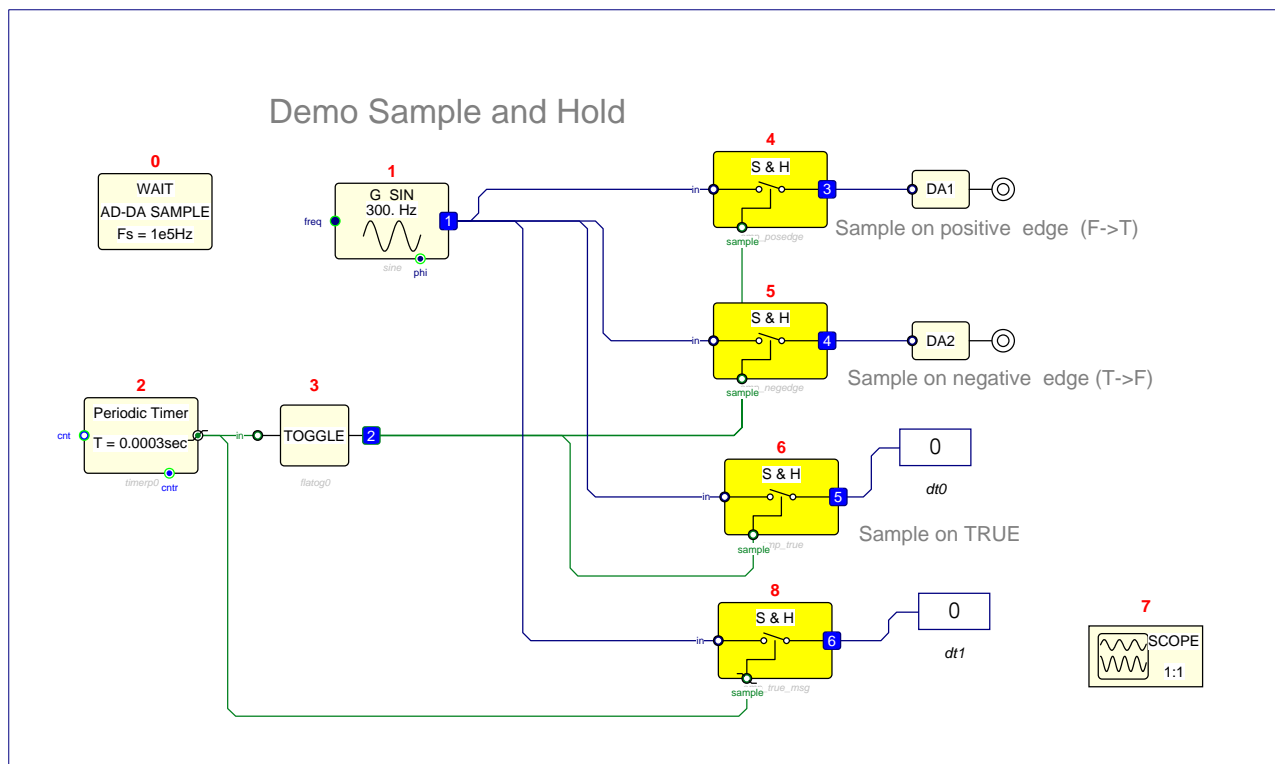 Demo Sample and Hold
0
WAIT
AD-DA SAMPLE
Fs = 1e5Hz
1
G SIN
300. Hz
freq
1
sine
phi
4
S & H
in
3
DA1
posedge
sample
Sample on positive edge (F->T)
5
S & H
in
4
DA2
negedge
sample
Sample on negative edge (T->F)
2
Periodic Timer
cnt
T = 0.0003sec
timerp0
cntr
3
in
TOGGLE
2
flatog0
6
S & H
in
5
0
dt0
true
sample
Sample on TRUE
8
S & H
in
6
0
dt1
true_msg
sample
7
SCOPE
1:1